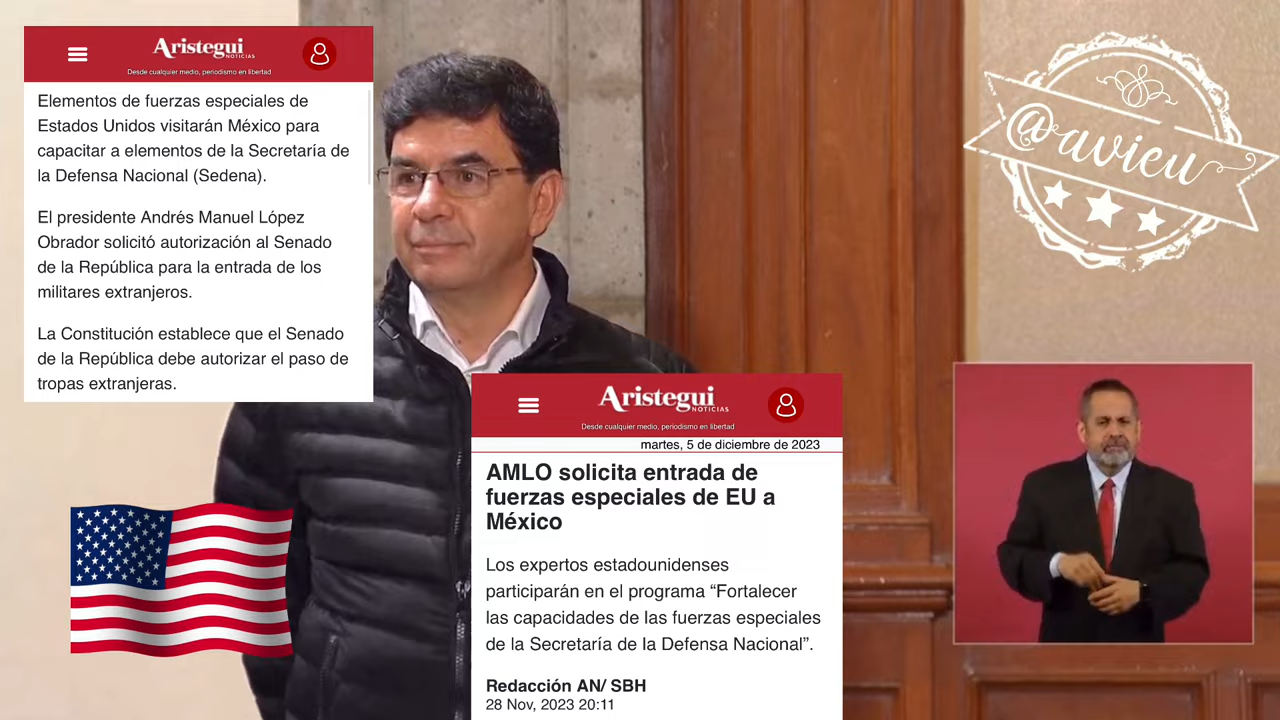 Aristegui
NOTICIAS
Desde cualquier medio, periodismo en libertad
Elementos de fuerzas especiales de
Estados Unidos visitarán México para
capacitar a elementos de la Secretaría de
la Defensa Nacional (Sedena).
El presidente Andrés Manuel López
Obrador solicitó autorización al Senado
de la República para la entrada de los
militares extranjeros.
La Constitución establece que el Senado
de la República debe autorizar el paso de
tropas extranjeras.
@avieu
Aristegui
NOTICIAS
Desde cualquier medio, periodismo en libertad
martes, 5 de diciembre de 2023
AMLO solicita entrada de
fuerzas especiales de EU a
México
Los expertos estadounidenses
participarán en el programa “Fortalecer
las capacidades de las fuerzas especiales
de la Secretaría de la Defensa Nacional”.
Redacción AN/ SBH
28 Nov, 2023 20:11